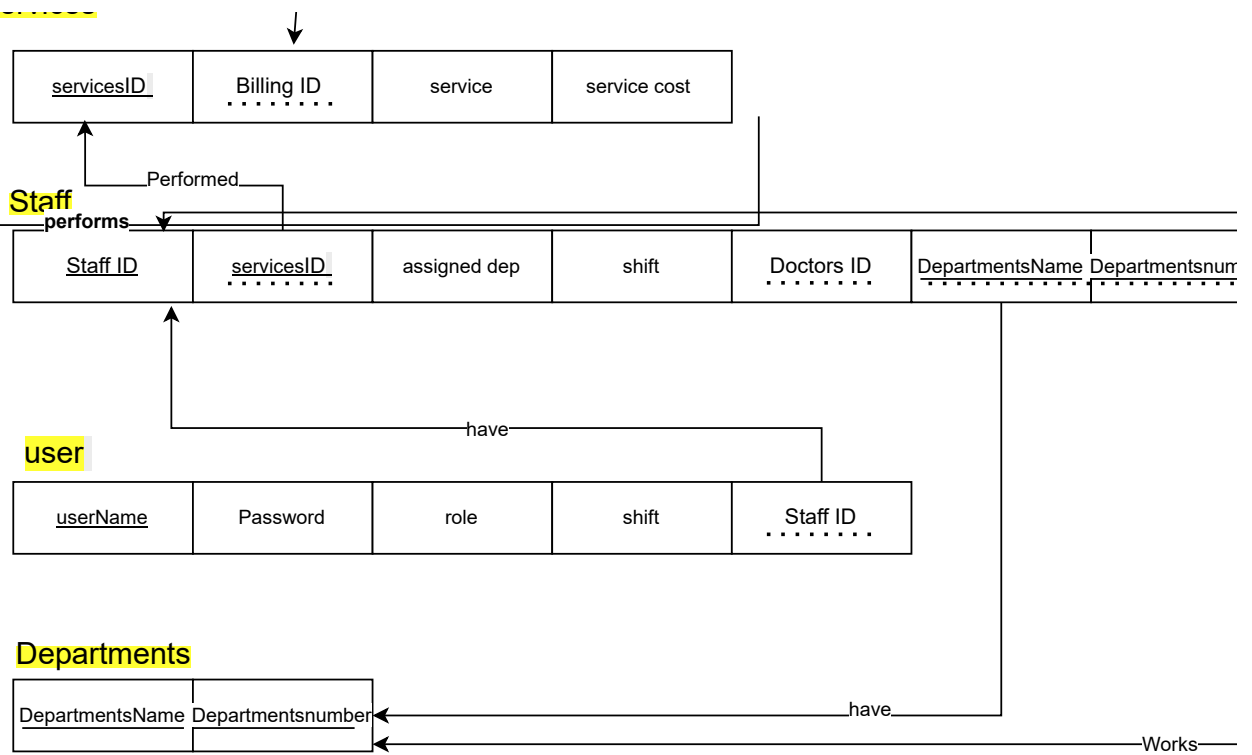 servicesID Billing ID service service cost
Performed
Staff
performs
Staff ID servicesID assigned dep shift Doctors ID DepartmentsName
have
user
userName Password role shift Staff ID
Departments
DepartmentsName Departmentsnumber
have
Works